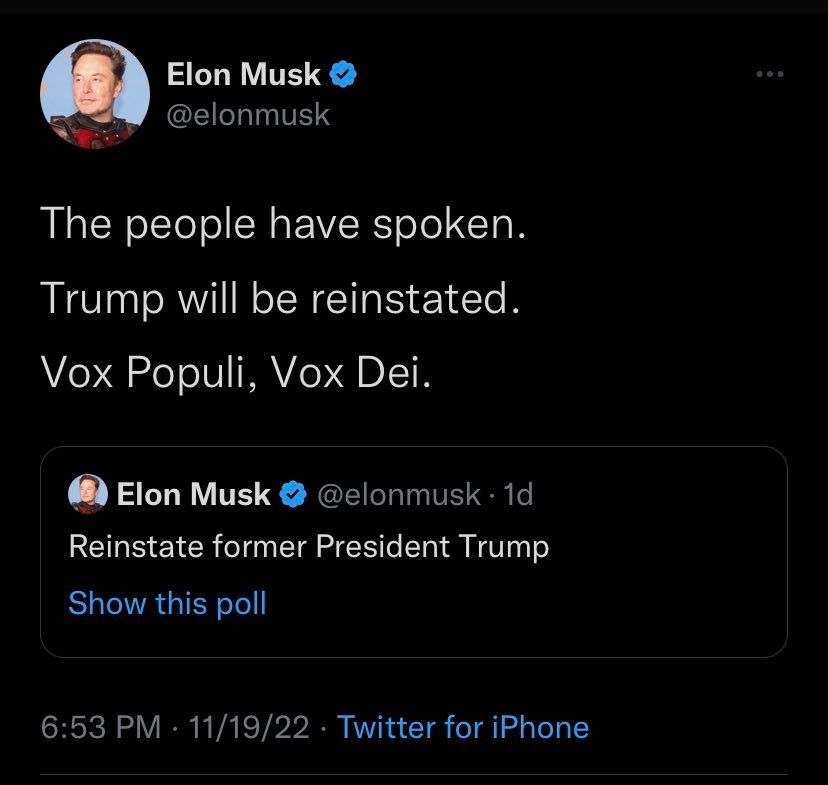 Elon Musk
@elonmusk
The people have spoken.
Trump will be reinstated.
Vox Populi, Vox Dei.
Elon Musk @elonmusk · 1d
Reinstate former President Trump
Show this poll
6:53 PM · 11/19/22 · Twitter for iPhone